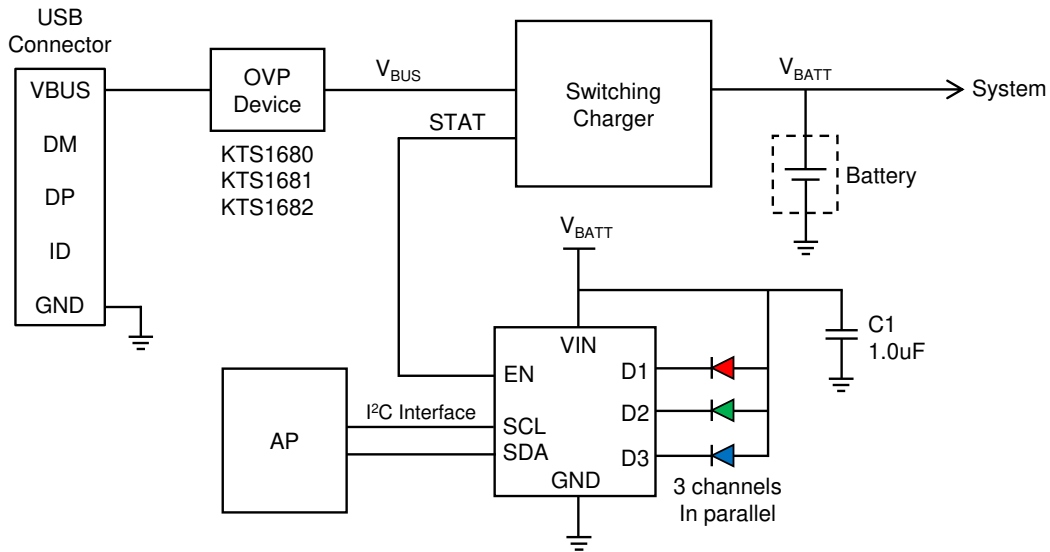 USB
Connector
VBUS
DM
DP
ID
GND
OVP
Device
KTS1680
KTS1681
KTS1682
VBUS
STAT
Switching
Charger
VBATT
System
Battery
VBATT
VIN
EN
SCL
SDA
GND
D1
D2
D3
C1
1.0uF
AP
I²C Interface
3 channels
In parallel